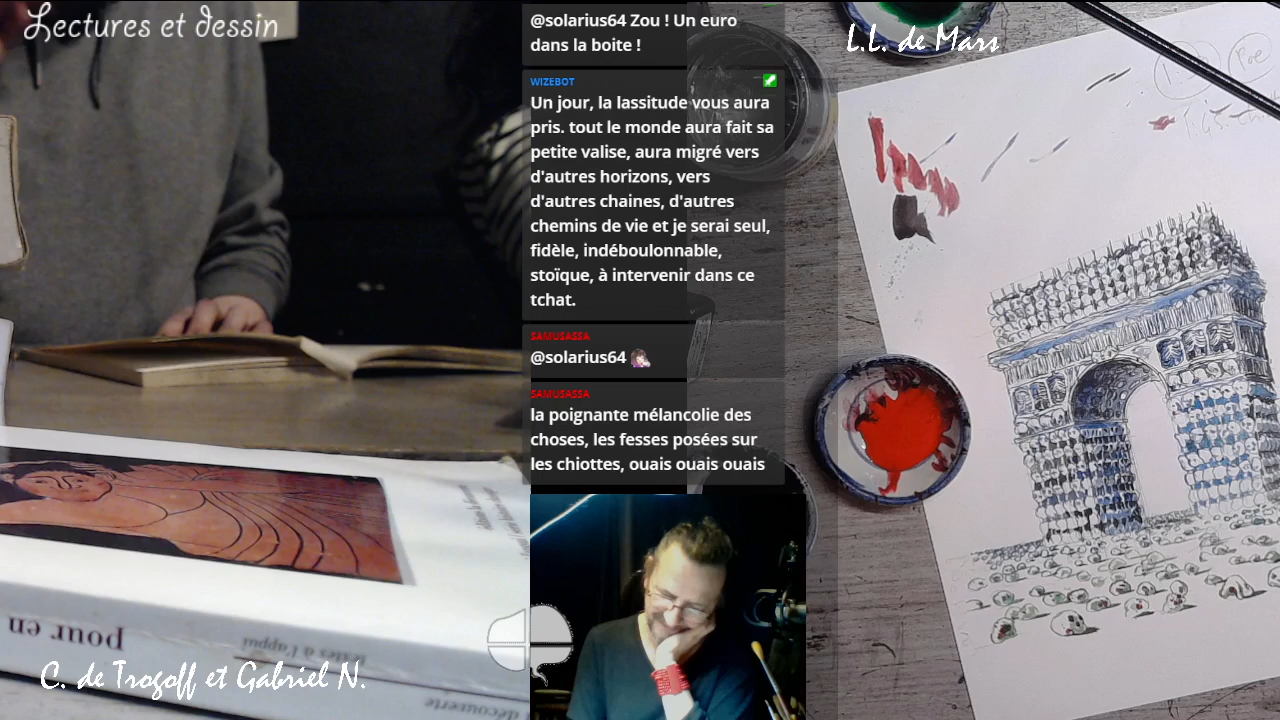 Lectures et dessin
@solarius64 Zou ! Un euro
dans la boite !
WIZEBOT
Un jour, la lassitude vous aura
pris. tout le monde aura fait sa
petite valise, aura migré vers
d'autres horizons, vers
d'autres chaines, d'autres
chemins de vie et je serai seul,
fidèle, indéboulonnable,
stoïque, à intervenir dans ce
tchat.
SAMUSASSA
@solarius64
SAMUSASSA
la poignante mélancolie des
choses, les fesses posées sur
les chiottes, ouais ouais ouais
L.L. de Mars
pour en
textes à l'appui
découverte
C. de Trogoff et Gabriel N.